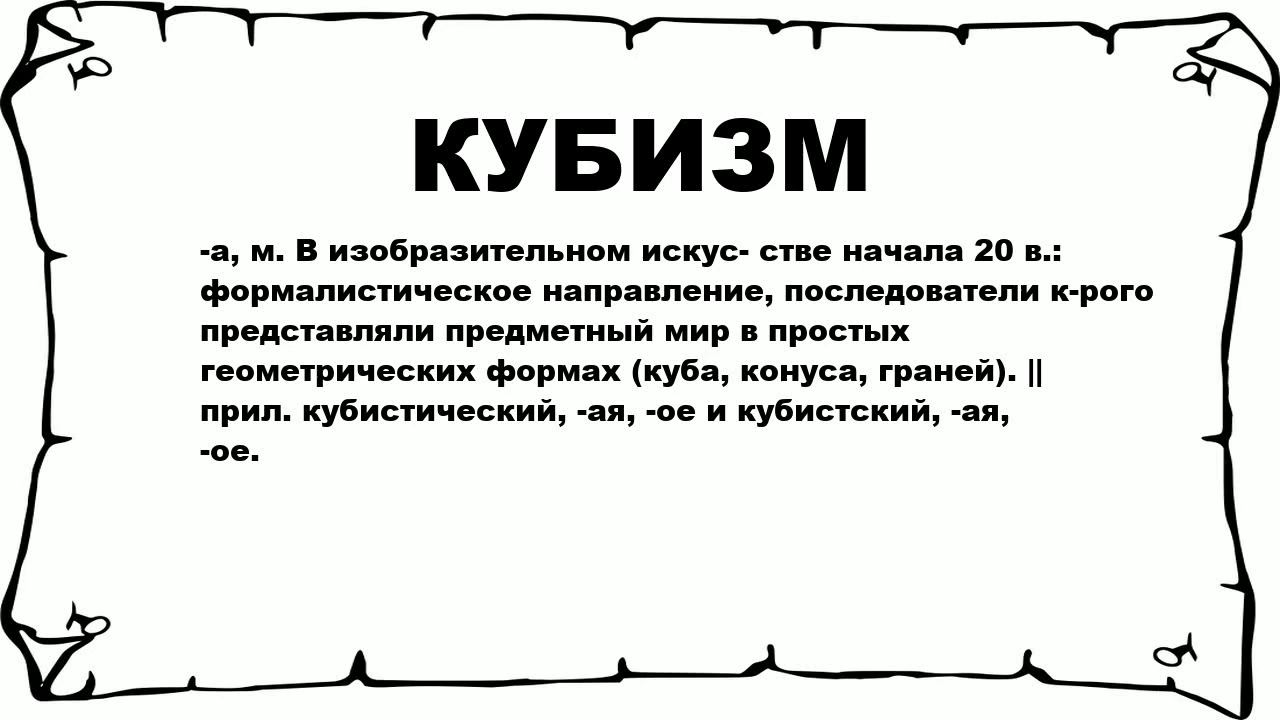 КУБИЗМ
-а, м. В изобразительном искус- стве начала 20 в.:
формалистическое направление, последователи к-рого
представляли предметный мир в простых
геометрических формах (куба, конуса, граней). ||
прил. кубистический, -ая, -ое и кубистский, -ая,
-ое.